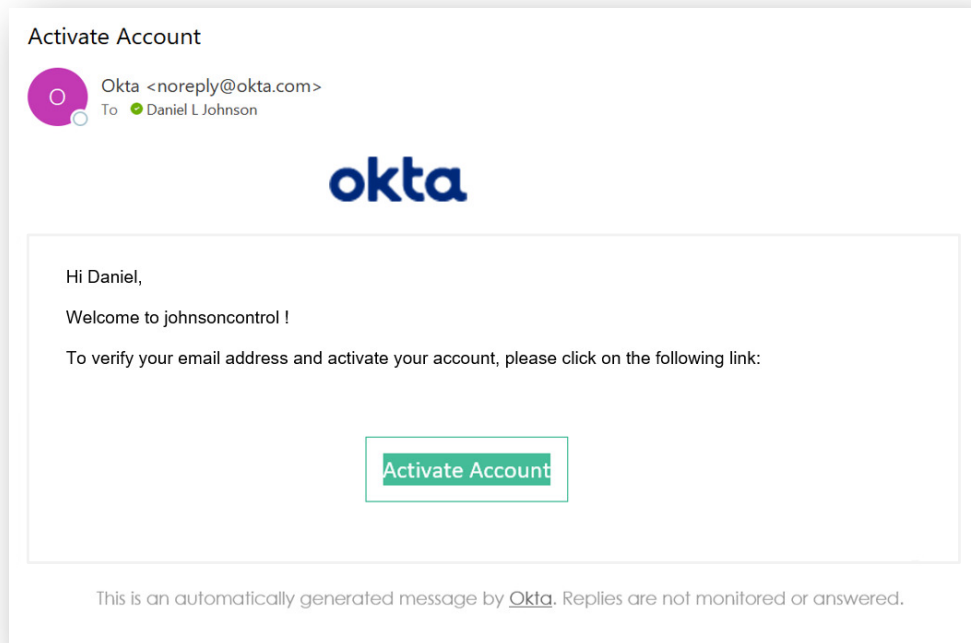 Activate Account
O
Okta <noreply@okta.com>
To Daniel L Johnson
okta
Hi Daniel,
Welcome to johnsoncontrol !
To verify your email address and activate your account, please click on the following link:
Activate Account
This is an automatically generated message by Okta. Replies are not monitored or answered.